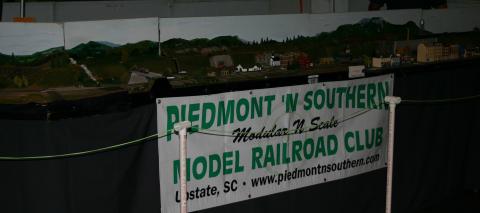 PIEDMONT 'N SOUTHERN
Modular N Scale
MODEL RAILROAD CLUB
Upstate, SC • www.piedmontnsouthern.com